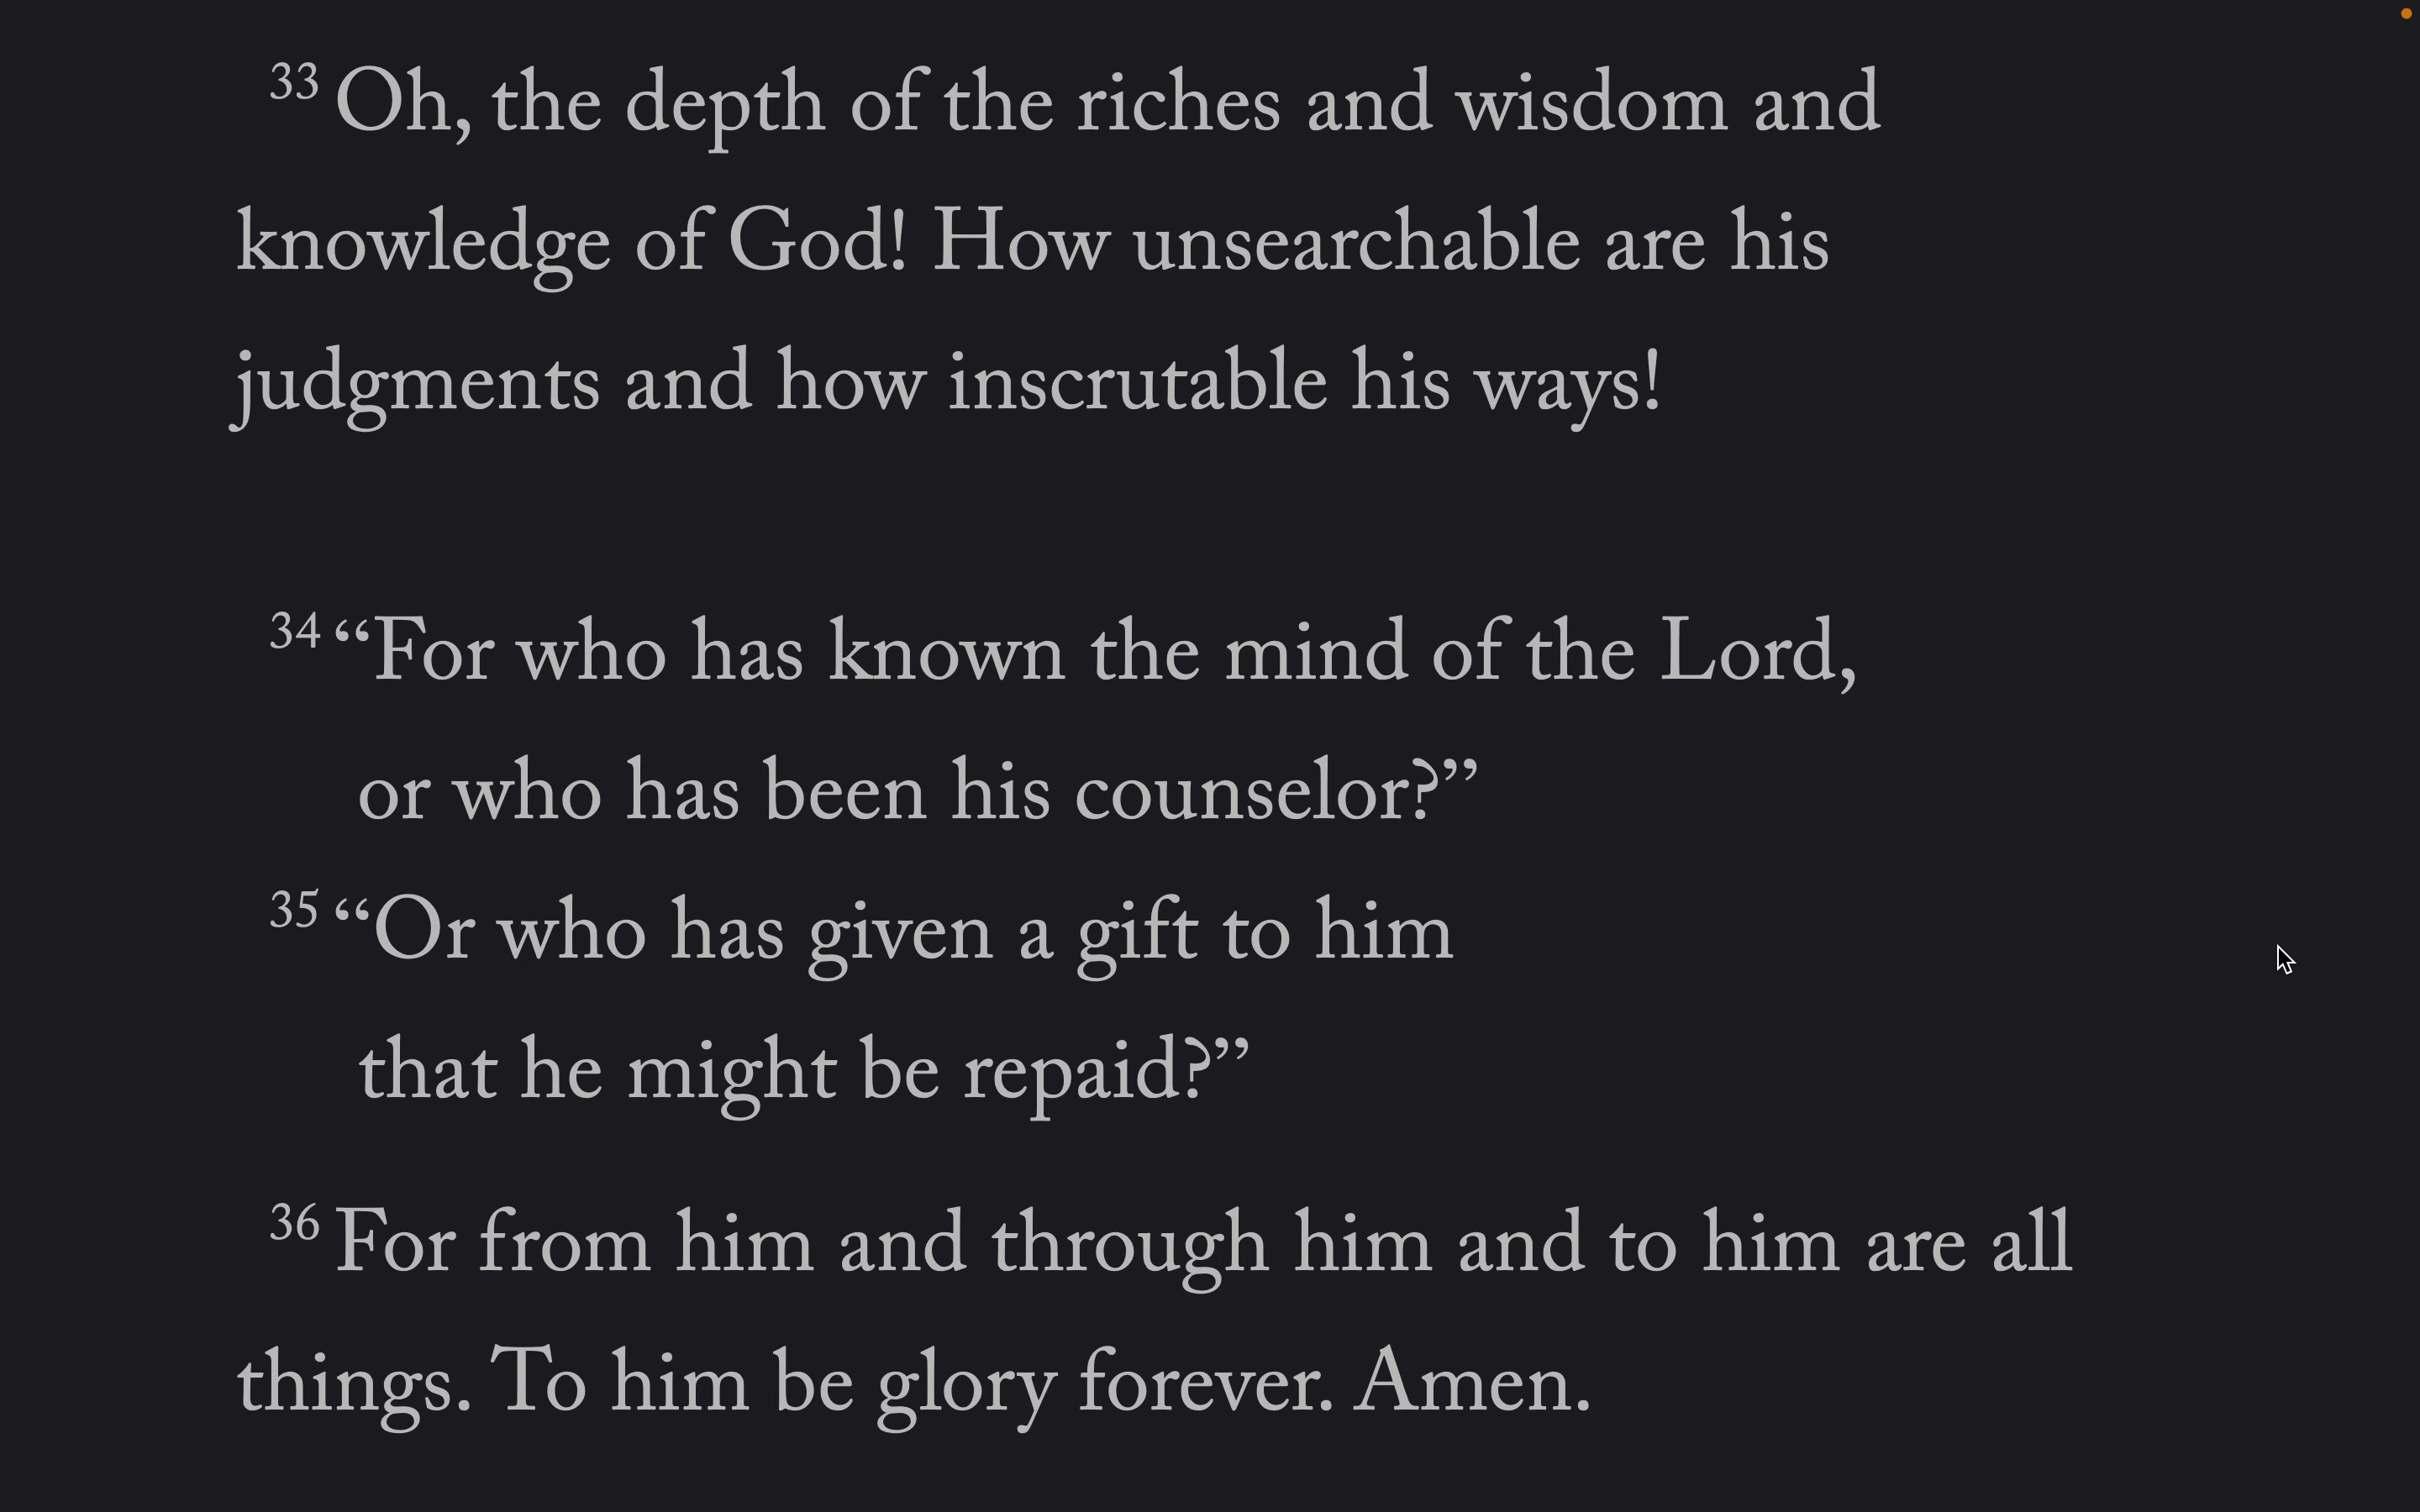 33 Oh, the depth of the riches and wisdom and
knowledge of God! How unsearchable are his
judgments and how inscrutable his ways!
34 “For who has known the mind of the Lord,
or who has been his counselor?”
35 “Or who has given a gift to him
that he might be repaid?”
36 For from him and through him and to him are all
things. To him be glory forever. Amen.